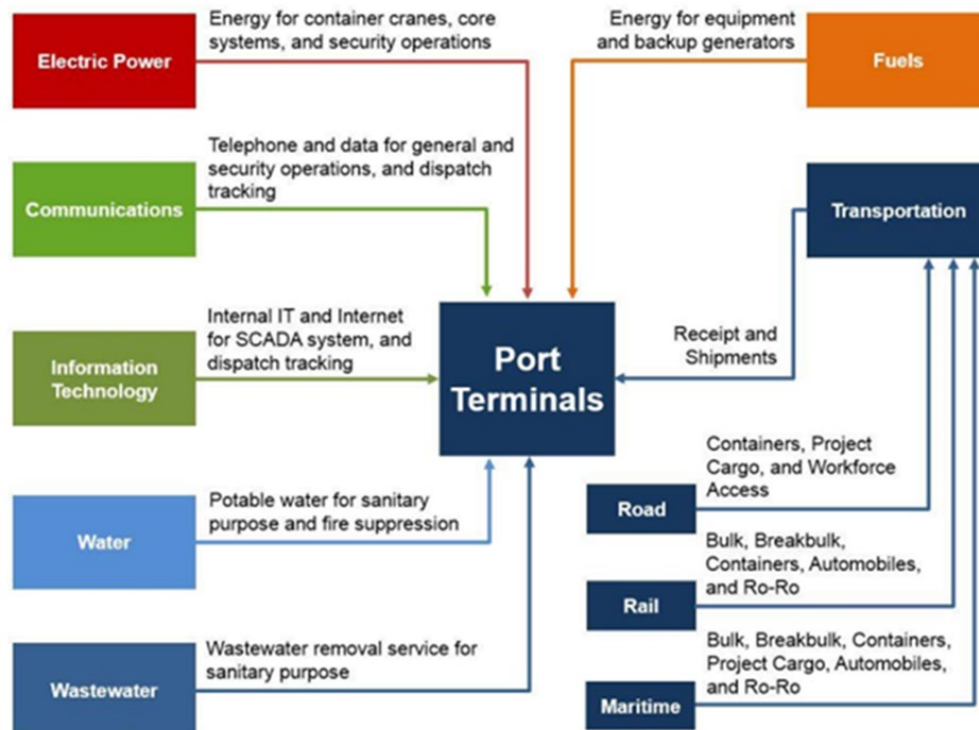 Electric Power
Energy for container cranes, core
systems, and security operations
Energy for equipment
and backup generators
Fuels
Communications
Telephone and data for general and
security operations, and dispatch
tracking
Transportation
Information
Technology
Internal IT and Internet
for SCADA system, and
dispatch tracking
Port
Terminals
Receipt and
Shipments
Water
Potable water for sanitary
purpose and fire suppression
Wastewater
Wastewater removal service for
sanitary purpose
Road
Containers, Project
Cargo, and Workforce
Access
Rail
Bulk, Breakbulk,
Containers, Automobiles,
and Ro-Ro
Maritime
Bulk, Breakbulk, Containers,
Project Cargo, Automobiles,
and Ro-Ro